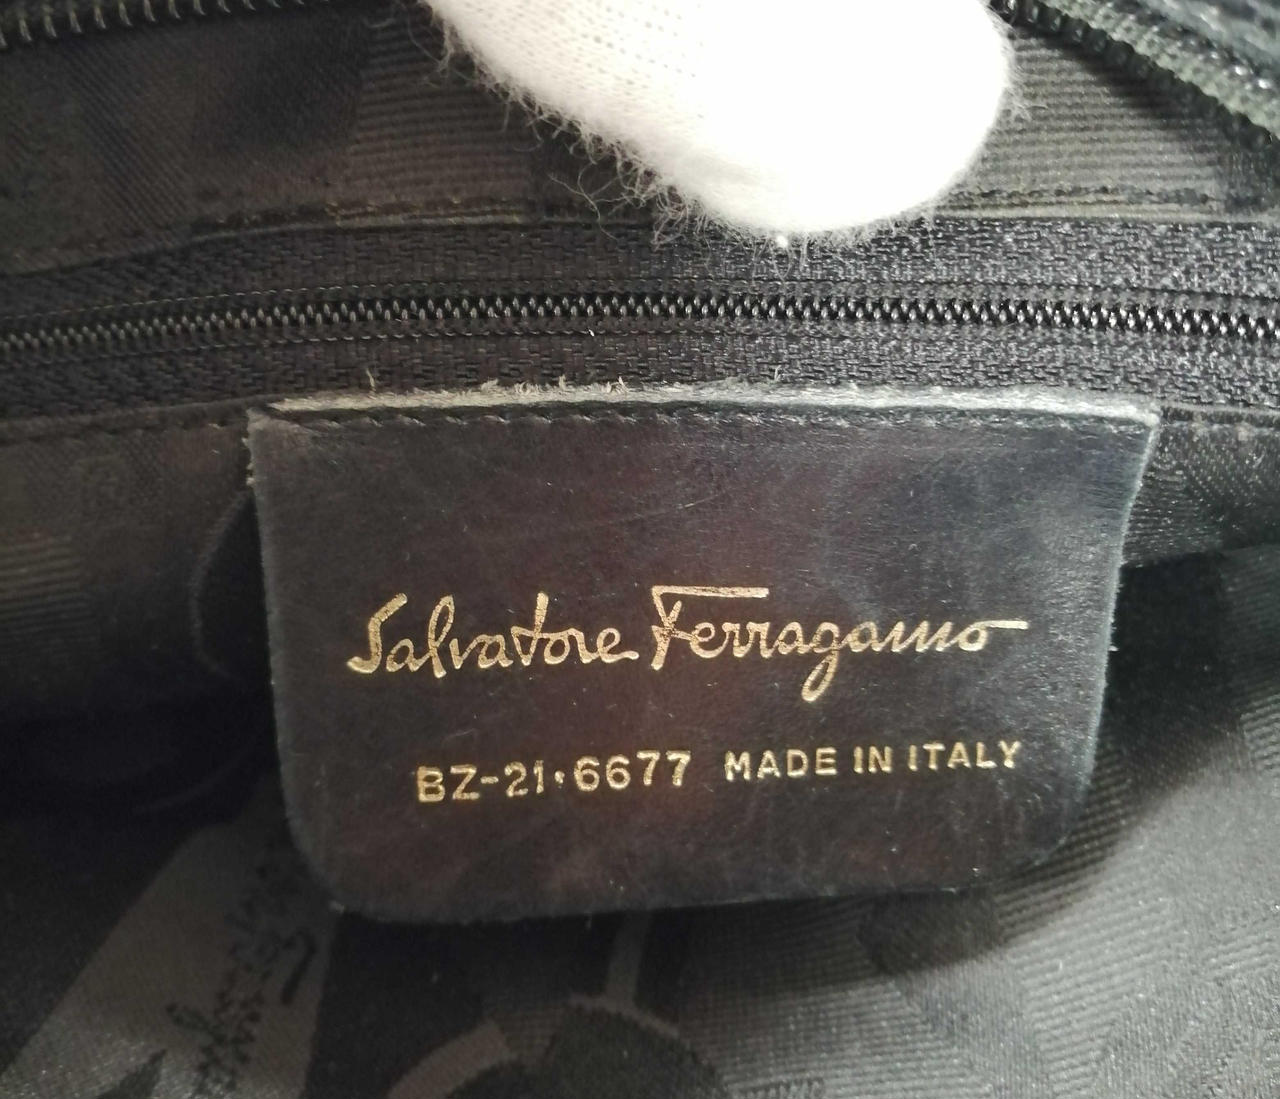 Salvatore Ferragamo
BZ-21·6677 MADE IN ITALY